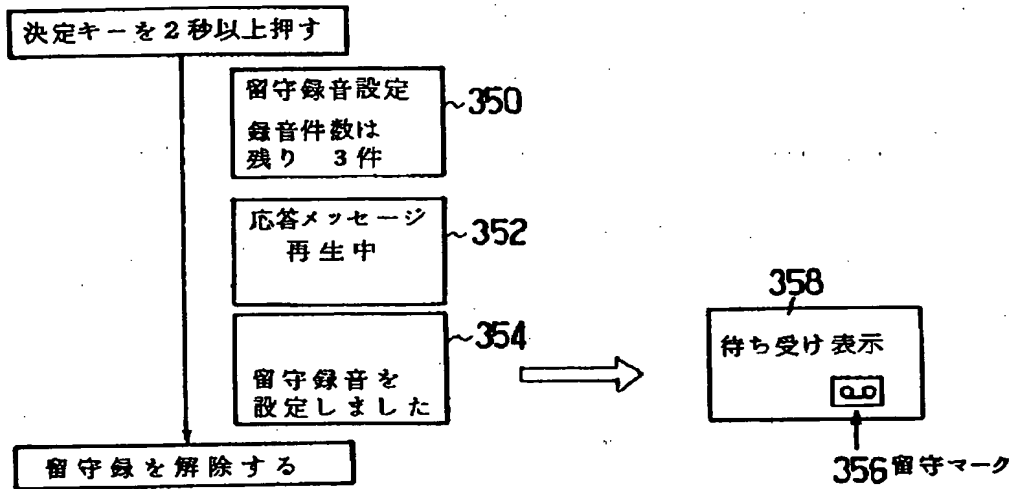 決定キーを2秒以上押す
留守録音設定
録音件数は
残り 3件
350
応答メッセージ
再生中
352
留守録音を
設定しました
354
358
待ち受け表示
356 留守マーク
留守録を解除する